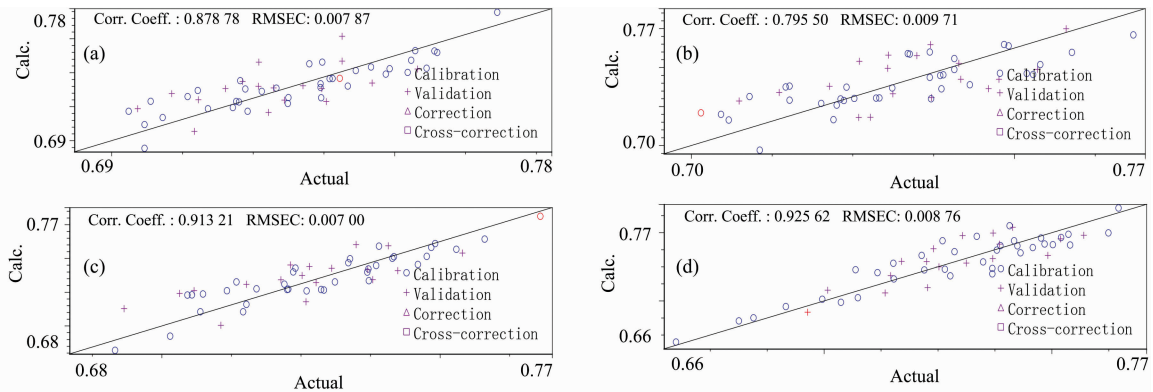 Corr. Coeff. : 0.878 78 RMSEC: 0.007 87
0.78
(a)
Calc.
Calibration
Validation
Correction
Cross-correction
0.69
0.69
0.78
Actual
Corr. Coeff. : 0.795 50 RMSEC: 0.009 71
0.77
(b)
Calc.
Calibration
Validation
Correction
Cross-correction
0.70
0.70
0.77
Actual
Corr. Coeff. : 0.913 21 RMSEC: 0.007 00
0.77
(c)
Calc.
Calibration
Validation
Correction
Cross-correction
0.68
0.68
0.77
Actual
Corr. Coeff. : 0.925 62 RMSEC: 0.008 76
0.77
(d)
Calc.
Calibration
Validation
Correction
Cross-correction
0.66
0.66
0.77
Actual